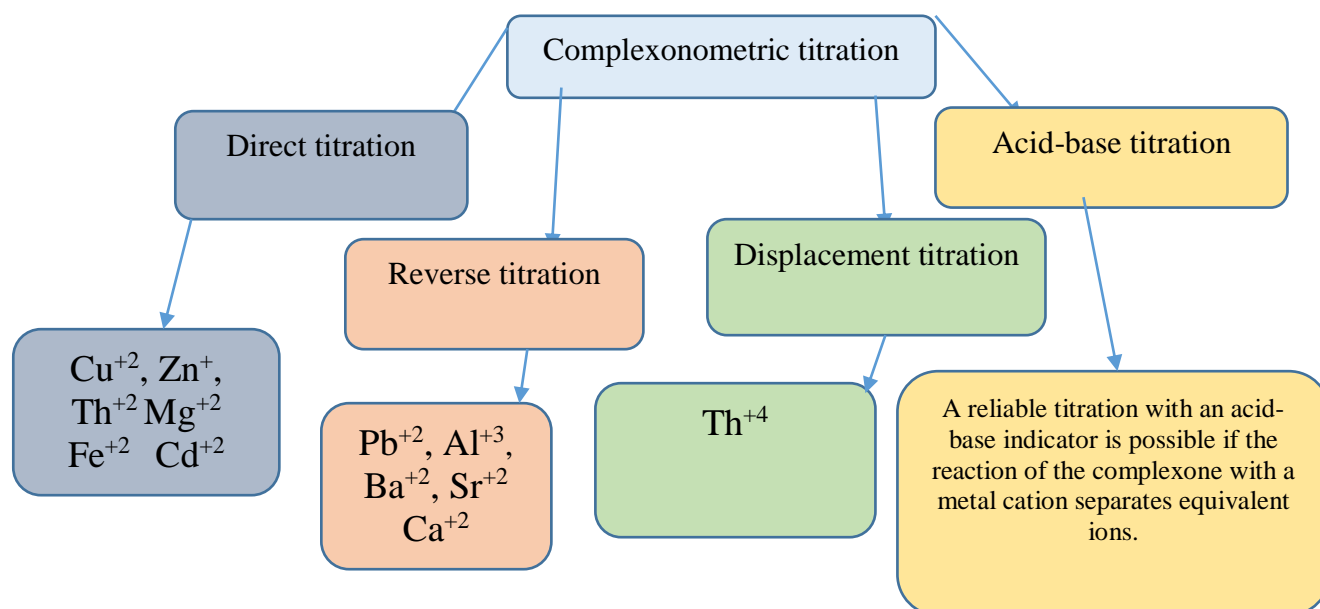 Complexonometric titration
Direct titration
Acid-base titration
Reverse titration
Displacement titration
Cu⁺², Zn⁺,
Th⁺² Mg⁺²
Fe⁺² Cd⁺²
Pb⁺², Al⁺³,
Ba⁺², Sr⁺²
Ca⁺²
Th⁺⁴
A reliable titration with an acid-
base indicator is possible if the
reaction of the complexone with a
metal cation separates equivalent
ions.